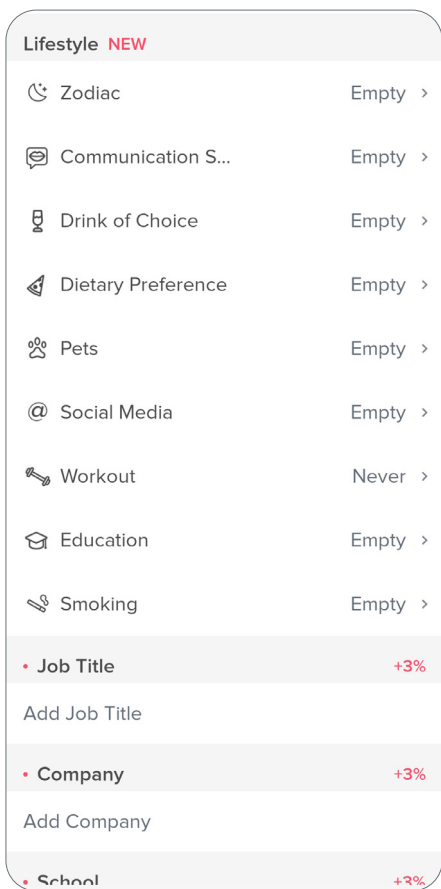 Lifestyle NEW
Zodiac Empty
Communication S... Empty
Drink of Choice Empty
Dietary Preference Empty
Pets Empty
Social Media Empty
Workout Never
Education Empty
Smoking Empty
• Job Title +3%
Add Job Title
• Company +3%
Add Company
• School +3%